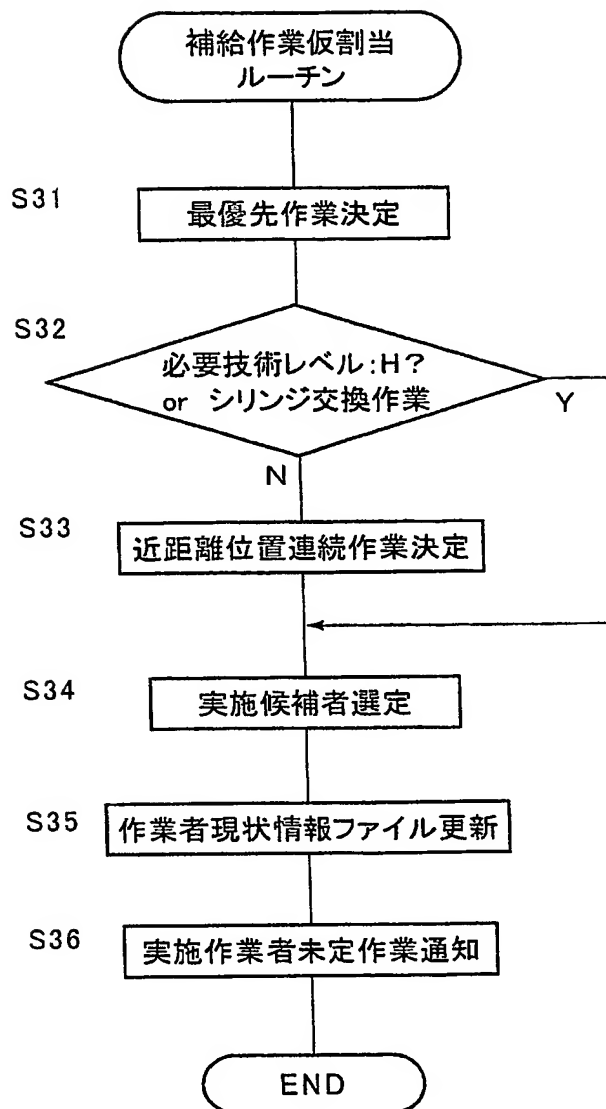 補給作業仮割当
ルーチン
S31
最優先作業決定
S32
必要技術レベル:H?
or シリンジ交換作業
Y
N
S33
近距離位置連続作業決定
S34
実施候補者選定
S35
作業者現状情報ファイル更新
S36
実施作業者未定作業通知
END